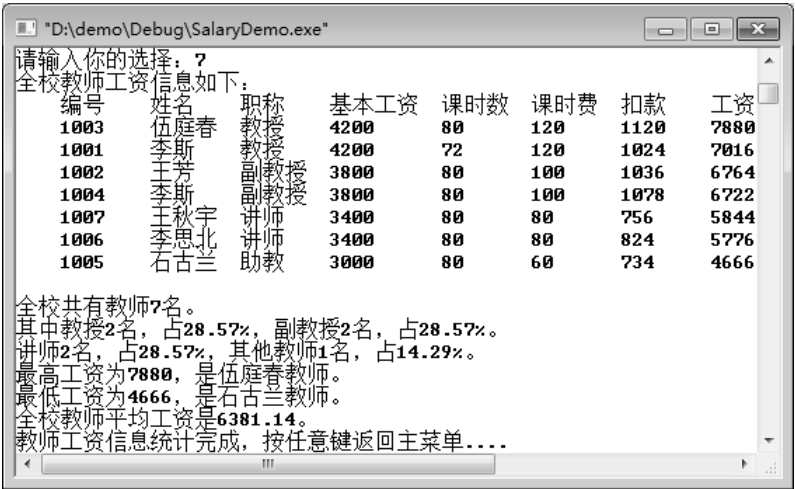 "D:\demo\Debug\SalaryDemo.exe"
请输入你的选择：7
全校教师工资信息如下：
编号 姓名 职称 基本工资 课时数 课时费 扣款 工资
1003 伍庭春 教授 4200 80 120 1120 7880
1001 李斯 教授 4200 72 120 1024 7016
1002 王芳 副教授 3800 80 100 1036 6764
1004 李斯 副教授 3800 80 100 1078 6722
1007 王秋宇 讲师 3400 80 80 756 5844
1006 李思北 讲师 3400 80 80 824 5776
1005 石古兰 助教 3000 80 60 734 4666
全校共有教师7名。
其中教授2名，占28.57%，副教授2名，占28.57%。
讲师2名，占28.57%，其他教师1名，占14.29%。
最高工资为7880，是伍庭春教师。
最低工资为4666，是石古兰教师。
全校教师平均工资是6381.14。
教师工资信息统计完成，按任意键返回主菜单....